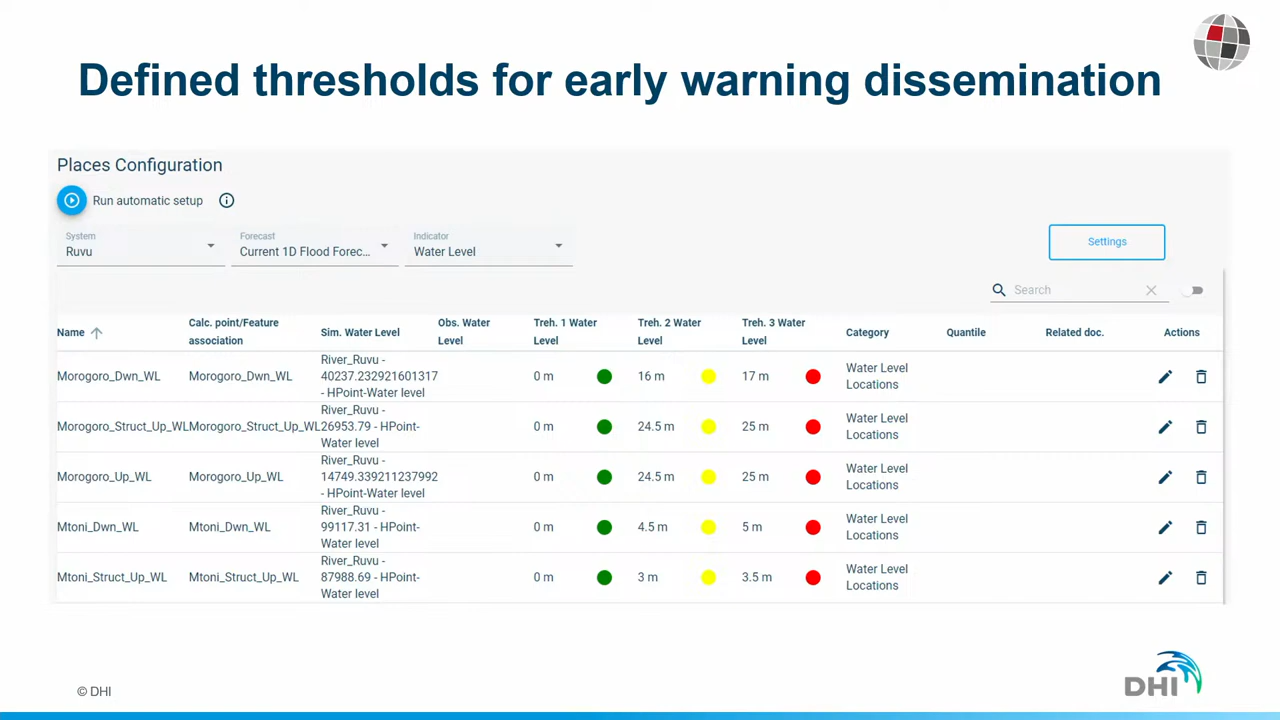 Defined thresholds for early warning dissemination
Places Configuration
Run automatic setup
System
Ruvu
Forecast
Current 1D Flood Forec...
Indicator
Water Level
Settings
Search
Name
Calc. point/Feature
association
Sim. Water Level
Obs. Water
Level
Treh. 1 Water
Level
Treh. 2 Water
Level
Treh. 3 Water
Level
Category
Quantile
Related doc.
Actions
Morogoro_Dwn_WL
Morogoro_Dwn_WL
River_Ruvu -
40237.232921601317
- HPoint-Water level
0 m
16 m
17 m
Water Level
Locations
Morogoro_Struct_Up_WL
Morogoro_Struct_Up_WL
River_Ruvu -
26953.79 - HPoint-
Water level
0 m
24.5 m
25 m
Water Level
Locations
Morogoro_Up_WL
Morogoro_Up_WL
River_Ruvu -
14749.339211237992
- HPoint-Water level
0 m
24.5 m
25 m
Water Level
Locations
Mtoni_Dwn_WL
Mtoni_Dwn_WL
River_Ruvu -
99117.31 - HPoint-
Water level
0 m
4.5 m
5 m
Water Level
Locations
Mtoni_Struct_Up_WL
Mtoni_Struct_Up_WL
River_Ruvu -
87988.69 - HPoint-
Water level
0 m
3 m
3.5 m
Water Level
Locations
© DHI
DHI